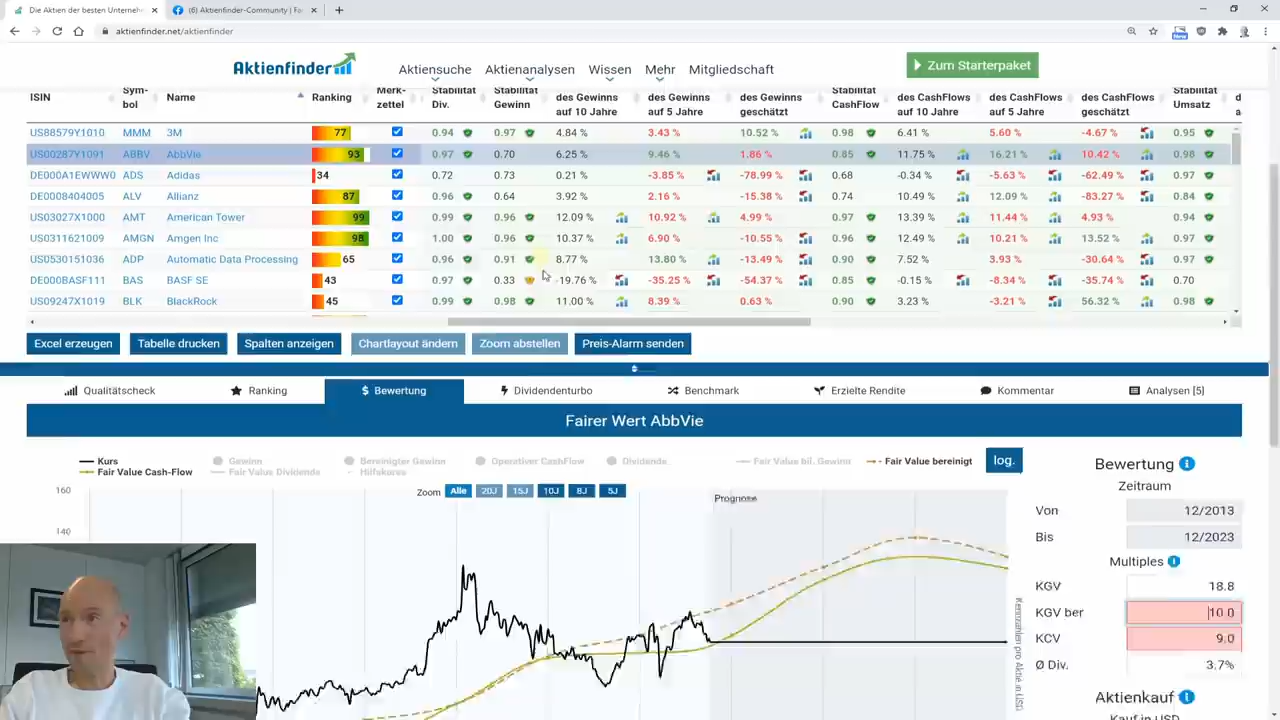 Die Aktien der besten Unterneh
(6) Aktienfinder-Community | Fa
aktienfinder.net/aktienfinder
New
Aktienfinder
Aktiensuche Aktienanalysen Wissen Mehr Mitgliedschaft
Zum Starterpaket
ISIN Sym-bol Name Ranking Merk-zettel Stabilität Div. Stabilität Gewinn des Gewinns auf 10 Jahre des Gewinns auf 5 Jahre des Gewinns geschätzt Stabilität CashFlow des CashFlows auf 10 Jahre des CashFlows auf 5 Jahre des CashFlows geschätzt Stabilität Umsatz
US88579Y1010 MMM 3M 77 0.94 0.97 4.84 % 3.43 % 10.52 % 0.98 6.41 % 5.60 % -4.67 % 0.95
US00287Y1091 ABBV AbbVie 93 0.97 0.70 6.25 % 9.46 % 1.86 % 0.85 11.75 % 16.21 % 10.42 % 0.98
DE000A1EWWW0 ADS Adidas 34 0.72 0.73 0.21 % -3.85 % -78.99 % 0.68 -0.34 % -5.63 % -62.49 % 0.97
DE0008404005 ALV Allianz 87 0.96 0.64 3.92 % 2.16 % -15.38 % 0.74 10.49 % 12.09 % -83.27 % 0.84
US03027X1000 AMT American Tower 99 0.99 0.96 12.09 % 10.92 % 4.99 % 0.97 13.39 % 11.44 % 4.93 % 0.94
US0311621009 AMGN Amgen Inc 98 1.00 0.96 10.37 % 6.90 % -10.55 % 0.96 12.49 % 10.21 % 13.52 % 0.97
US0530151036 ADP Automatic Data Processing 65 0.96 0.91 8.77 % 13.80 % -13.49 % 0.90 7.52 % 3.93 % -30.64 % 0.97
DE000BASF111 BAS BASF SE 43 0.97 0.33 -19.76 % -35.25 % -54.37 % 0.85 -0.15 % -8.34 % -35.74 % 0.70
US09247X1019 BLK BlackRock 45 0.99 0.98 11.00 % 8.39 % 0.63 % 0.90 3.23 % -3.21 % 56.32 % 0.98
Excel erzeugen Tabelle drucken Spalten anzeigen Chartlayout ändern Zoom abstellen Preis-Alarm senden
Qualitätscheck Ranking $ Bewertung Dividendenturbo Benchmark Erzielte Rendite Kommentar Analysen [5]
Fairer Wert AbbVie
Kurs Gewinn Bereinigter Gewinn Operativer CashFlow Dividende Fair Value bil. Gewinn Fair Value bereinigt log.
Fair Value Cash-Flow Fair Value Dividende Hilfskurse
Zoom Alle 20J 15J 10J 8J 5J
Prognose
160
140
Kennzahlen pro Aktie in USD
Bewertung
Zeitraum
Von 12/2013
Bis 12/2023
Multiples
KGV 18.8
KGV ber 10.0
KCV 9.0
Ø Div. 3.7%
Aktienkauf
Kauf in USD